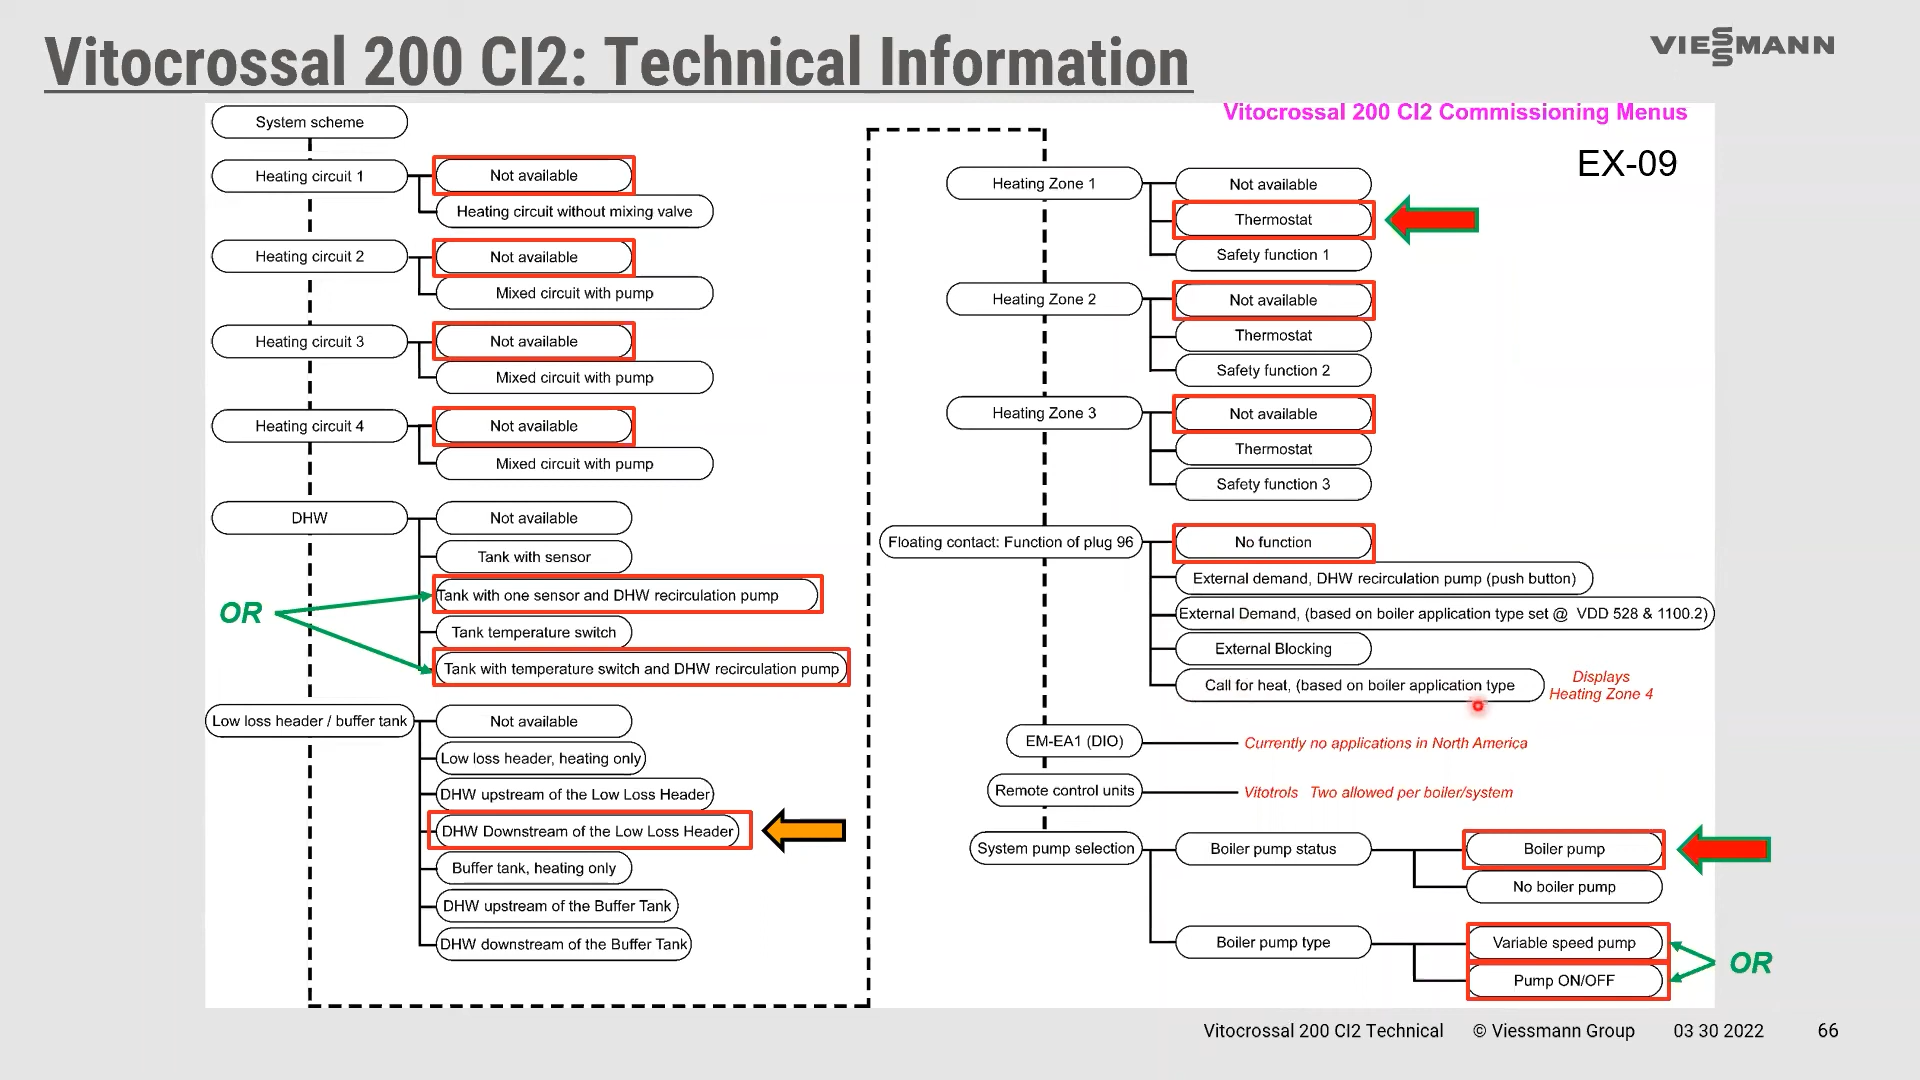 Vitocrossal 200 CI2: Technical Information
VIESSMANN
Vitocrossal 200 CI2 Commissioning Menus
EX-09
System scheme
Heating circuit 1
Not available
Heating circuit without mixing valve
Heating circuit 2
Not available
Mixed circuit with pump
Heating circuit 3
Not available
Mixed circuit with pump
Heating circuit 4
Not available
Mixed circuit with pump
DHW
Not available
Tank with sensor
OR
Tank with one sensor and DHW recirculation pump
Tank temperature switch
Tank with temperature switch and DHW recirculation pump
Low loss header / buffer tank
Not available
Low loss header, heating only
DHW upstream of the Low Loss Header
DHW Downstream of the Low Loss Header
Buffer tank, heating only
DHW upstream of the Buffer Tank
DHW downstream of the Buffer Tank
Heating Zone 1
Not available
Thermostat
Safety function 1
Heating Zone 2
Not available
Thermostat
Safety function 2
Heating Zone 3
Not available
Thermostat
Safety function 3
Floating contact: Function of plug 96
No function
External demand, DHW recirculation pump (push button)
External Demand, (based on boiler application type set @ VDD 528 & 1100.2)
External Blocking
Call for heat, (based on boiler application type
Displays
Heating Zone 4
EM-EA1 (DIO)
Currently no applications in North America
Remote control units
Vitotrols Two allowed per boiler/system
System pump selection
Boiler pump status
Boiler pump
No boiler pump
Boiler pump type
Variable speed pump
Pump ON/OFF
OR
Vitocrossal 200 CI2 Technical © Viessmann Group 03 30 2022 66